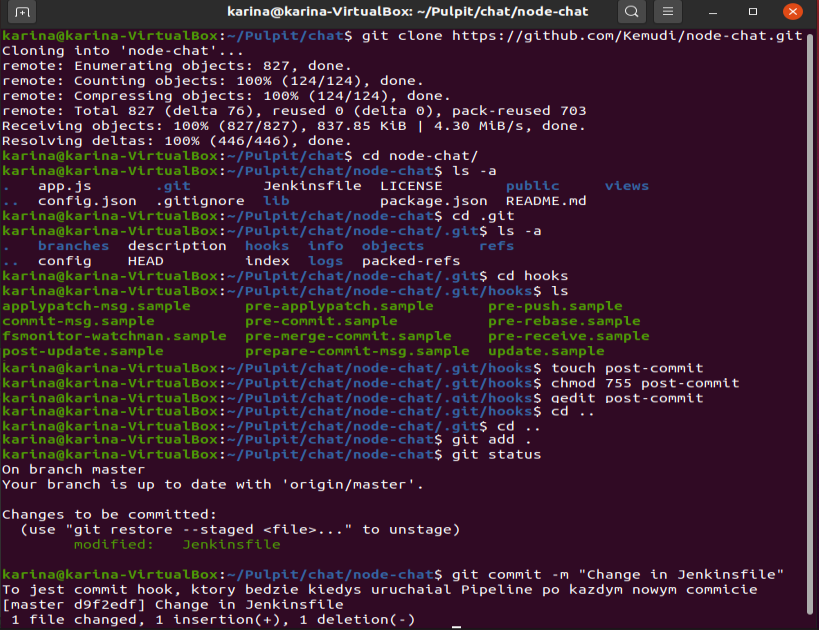 karina@karina-VirtualBox: ~/Pulpit/chat/node-chat
karina@karina-VirtualBox:~/Pulpit/chat$ git clone https://github.com/Kemudi/node-chat.git
Cloning into 'node-chat'...
remote: Enumerating objects: 827, done.
remote: Counting objects: 100% (124/124), done.
remote: Compressing objects: 100% (124/124), done.
remote: Total 827 (delta 76), reused 0 (delta 0), pack-reused 703
Receiving objects: 100% (827/827), 837.85 KiB | 4.30 MiB/s, done.
Resolving deltas: 100% (446/446), done.
karina@karina-VirtualBox:~/Pulpit/chat$ cd node-chat/
karina@karina-VirtualBox:~/Pulpit/chat/node-chat$ ls -a
.   app.js       .git        Jenkinsfile  LICENSE       public     views
..  config.json  .gitignore  lib          package.json  README.md
karina@karina-VirtualBox:~/Pulpit/chat/node-chat$ cd .git
karina@karina-VirtualBox:~/Pulpit/chat/node-chat/.git$ ls -a
.   branches  description  hooks  info  objects      refs
..  config    HEAD         index  logs  packed-refs
karina@karina-VirtualBox:~/Pulpit/chat/node-chat/.git$ cd hooks
karina@karina-VirtualBox:~/Pulpit/chat/node-chat/.git/hooks$ ls
applypatch-msg.sample      pre-applypatch.sample     pre-push.sample
commit-msg.sample          pre-commit.sample         pre-rebase.sample
fsmonitor-watchman.sample  pre-merge-commit.sample   pre-receive.sample
post-update.sample         prepare-commit-msg.sample update.sample
karina@karina-VirtualBox:~/Pulpit/chat/node-chat/.git/hooks$ touch post-commit
karina@karina-VirtualBox:~/Pulpit/chat/node-chat/.git/hooks$ chmod 755 post-commit
karina@karina-VirtualBox:~/Pulpit/chat/node-chat/.git/hooks$ gedit post-commit
karina@karina-VirtualBox:~/Pulpit/chat/node-chat/.git/hooks$ cd ..
karina@karina-VirtualBox:~/Pulpit/chat/node-chat/.git$ cd ..
karina@karina-VirtualBox:~/Pulpit/chat/node-chat$ git add .
karina@karina-VirtualBox:~/Pulpit/chat/node-chat$ git status
On branch master
Your branch is up to date with 'origin/master'.
Changes to be committed:
(use "git restore --staged <file>..." to unstage)
modified:   Jenkinsfile
karina@karina-VirtualBox:~/Pulpit/chat/node-chat$ git commit -m "Change in Jenkinsfile"
To jest commit hook, ktory bedzie kiedys uruchaial Pipeline po kazdym nowym commicie
[master d9f2edf] Change in Jenkinsfile
1 file changed, 1 insertion(+), 1 deletion(-)